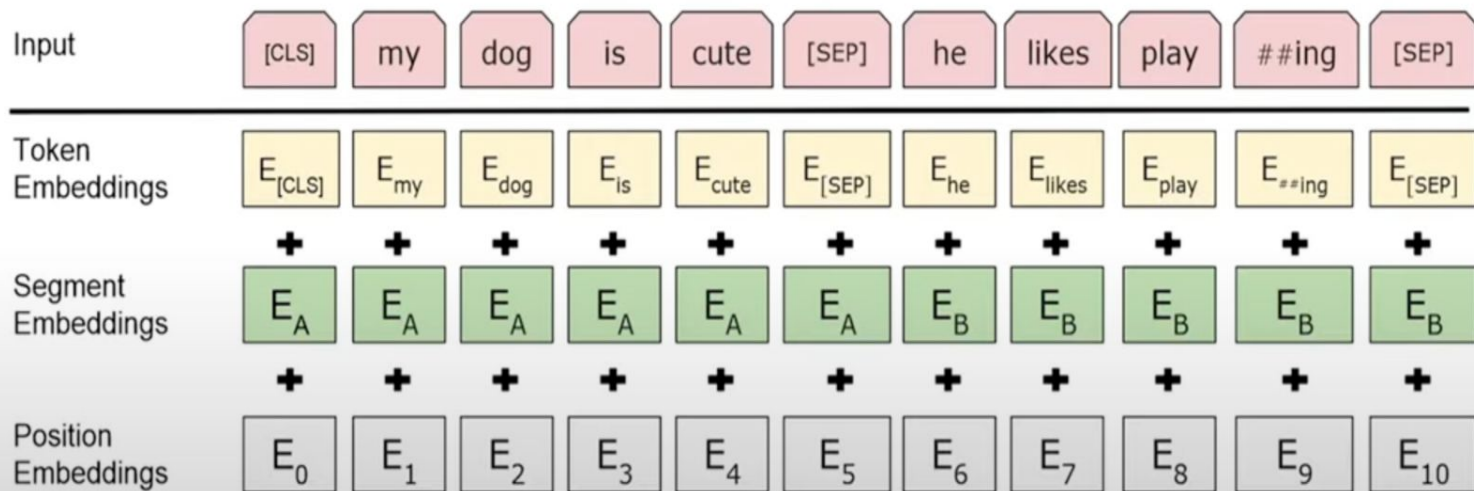 Input [CLS] my dog is cute [SEP] he likes play ##ing [SEP]
Token
Embeddings
E[CLS] Emy Edog Eis Ecute E[SEP] Ehe Elikes Eplay E##ing E[SEP]
+ + + + + + + + + + +
Segment
Embeddings
EA EA EA EA EA EA EB EB EB EB EB
+ + + + + + + + + + +
Position
Embeddings
E0 E1 E2 E3 E4 E5 E6 E7 E8 E9 E10